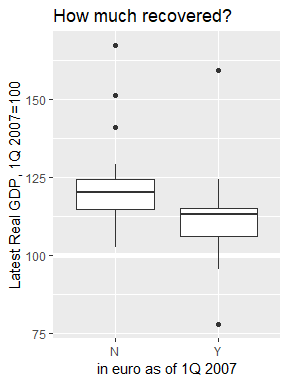 How much recovered?
Latest Real GDP, 1Q 2007=100
150
125
100
75
N
Y
in euro as of 1Q 2007